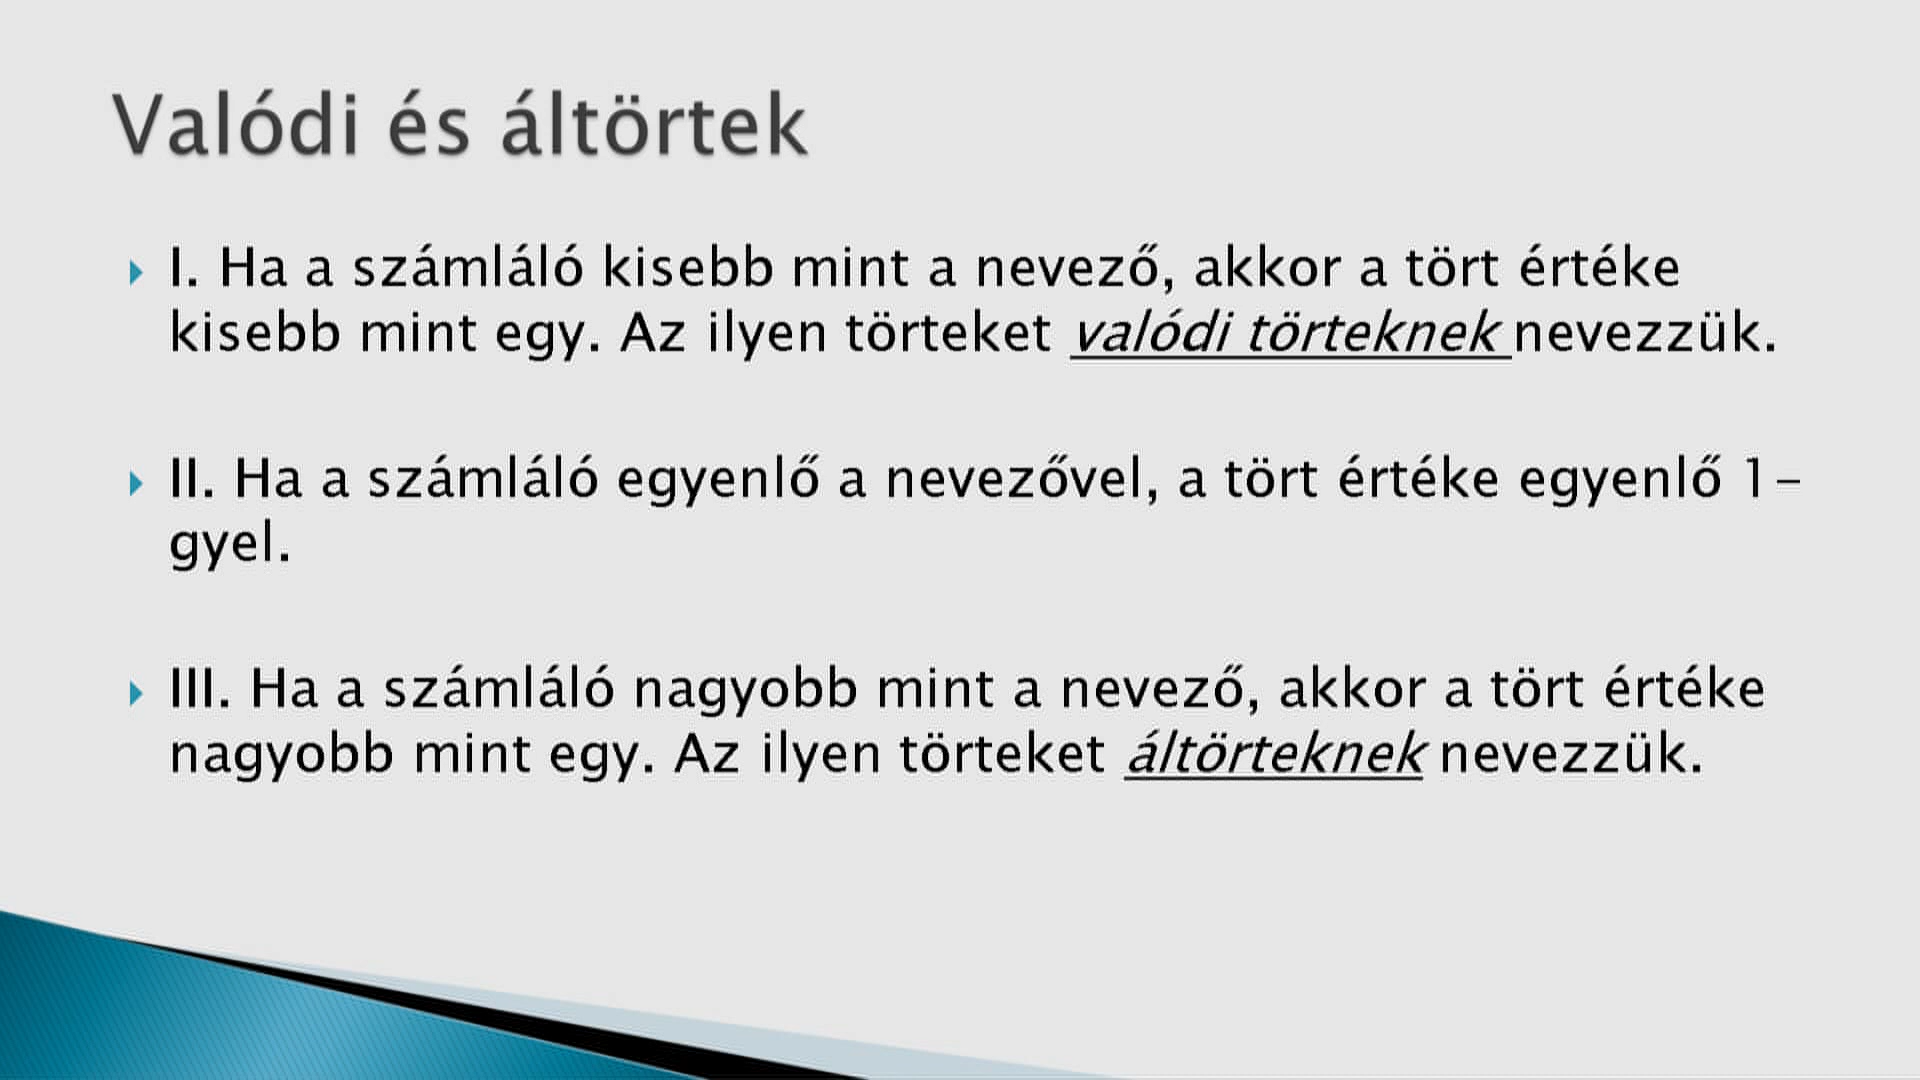 Valódi és áltörtek
I. Ha a számláló kisebb mint a nevező, akkor a tört értéke
kisebb mint egy. Az ilyen törteket valódi törteknek nevezzük.
II. Ha a számláló egyenlő a nevezővel, a tört értéke egyenlő 1-
gyel.
III. Ha a számláló nagyobb mint a nevező, akkor a tört értéke
nagyobb mint egy. Az ilyen törteket áltörteknek nevezzük.